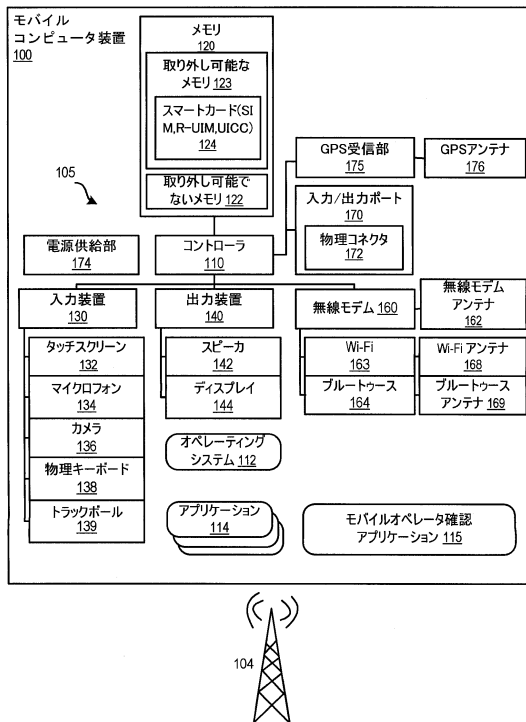 モバイル
コンピュータ装置
100
メモリ
120
取り外し可能な
メモリ 123
スマートカード(SI
M,R-UIM,UICC)
124
取り外し可能で
ないメモリ 122
105
GPS受信部
175
GPSアンテナ
176
入力/出力ポート
170
物理コネクタ
172
電源供給部
174
コントローラ
110
入力装置
130
出力装置
140
無線モデム 160
無線モデム
アンテナ
162
タッチスクリーン
132
マイクロフォン
134
カメラ
136
物理キーボード
138
トラックボール
139
スピーカ
142
ディスプレイ
144
Wi-Fi
163
Wi-Fi アンテナ
168
ブルートゥース
164
ブルートゥース
アンテナ 169
オペレーティング
システム 112
アプリケーション
114
モバイルオペレータ確認
アプリケーション 115
104